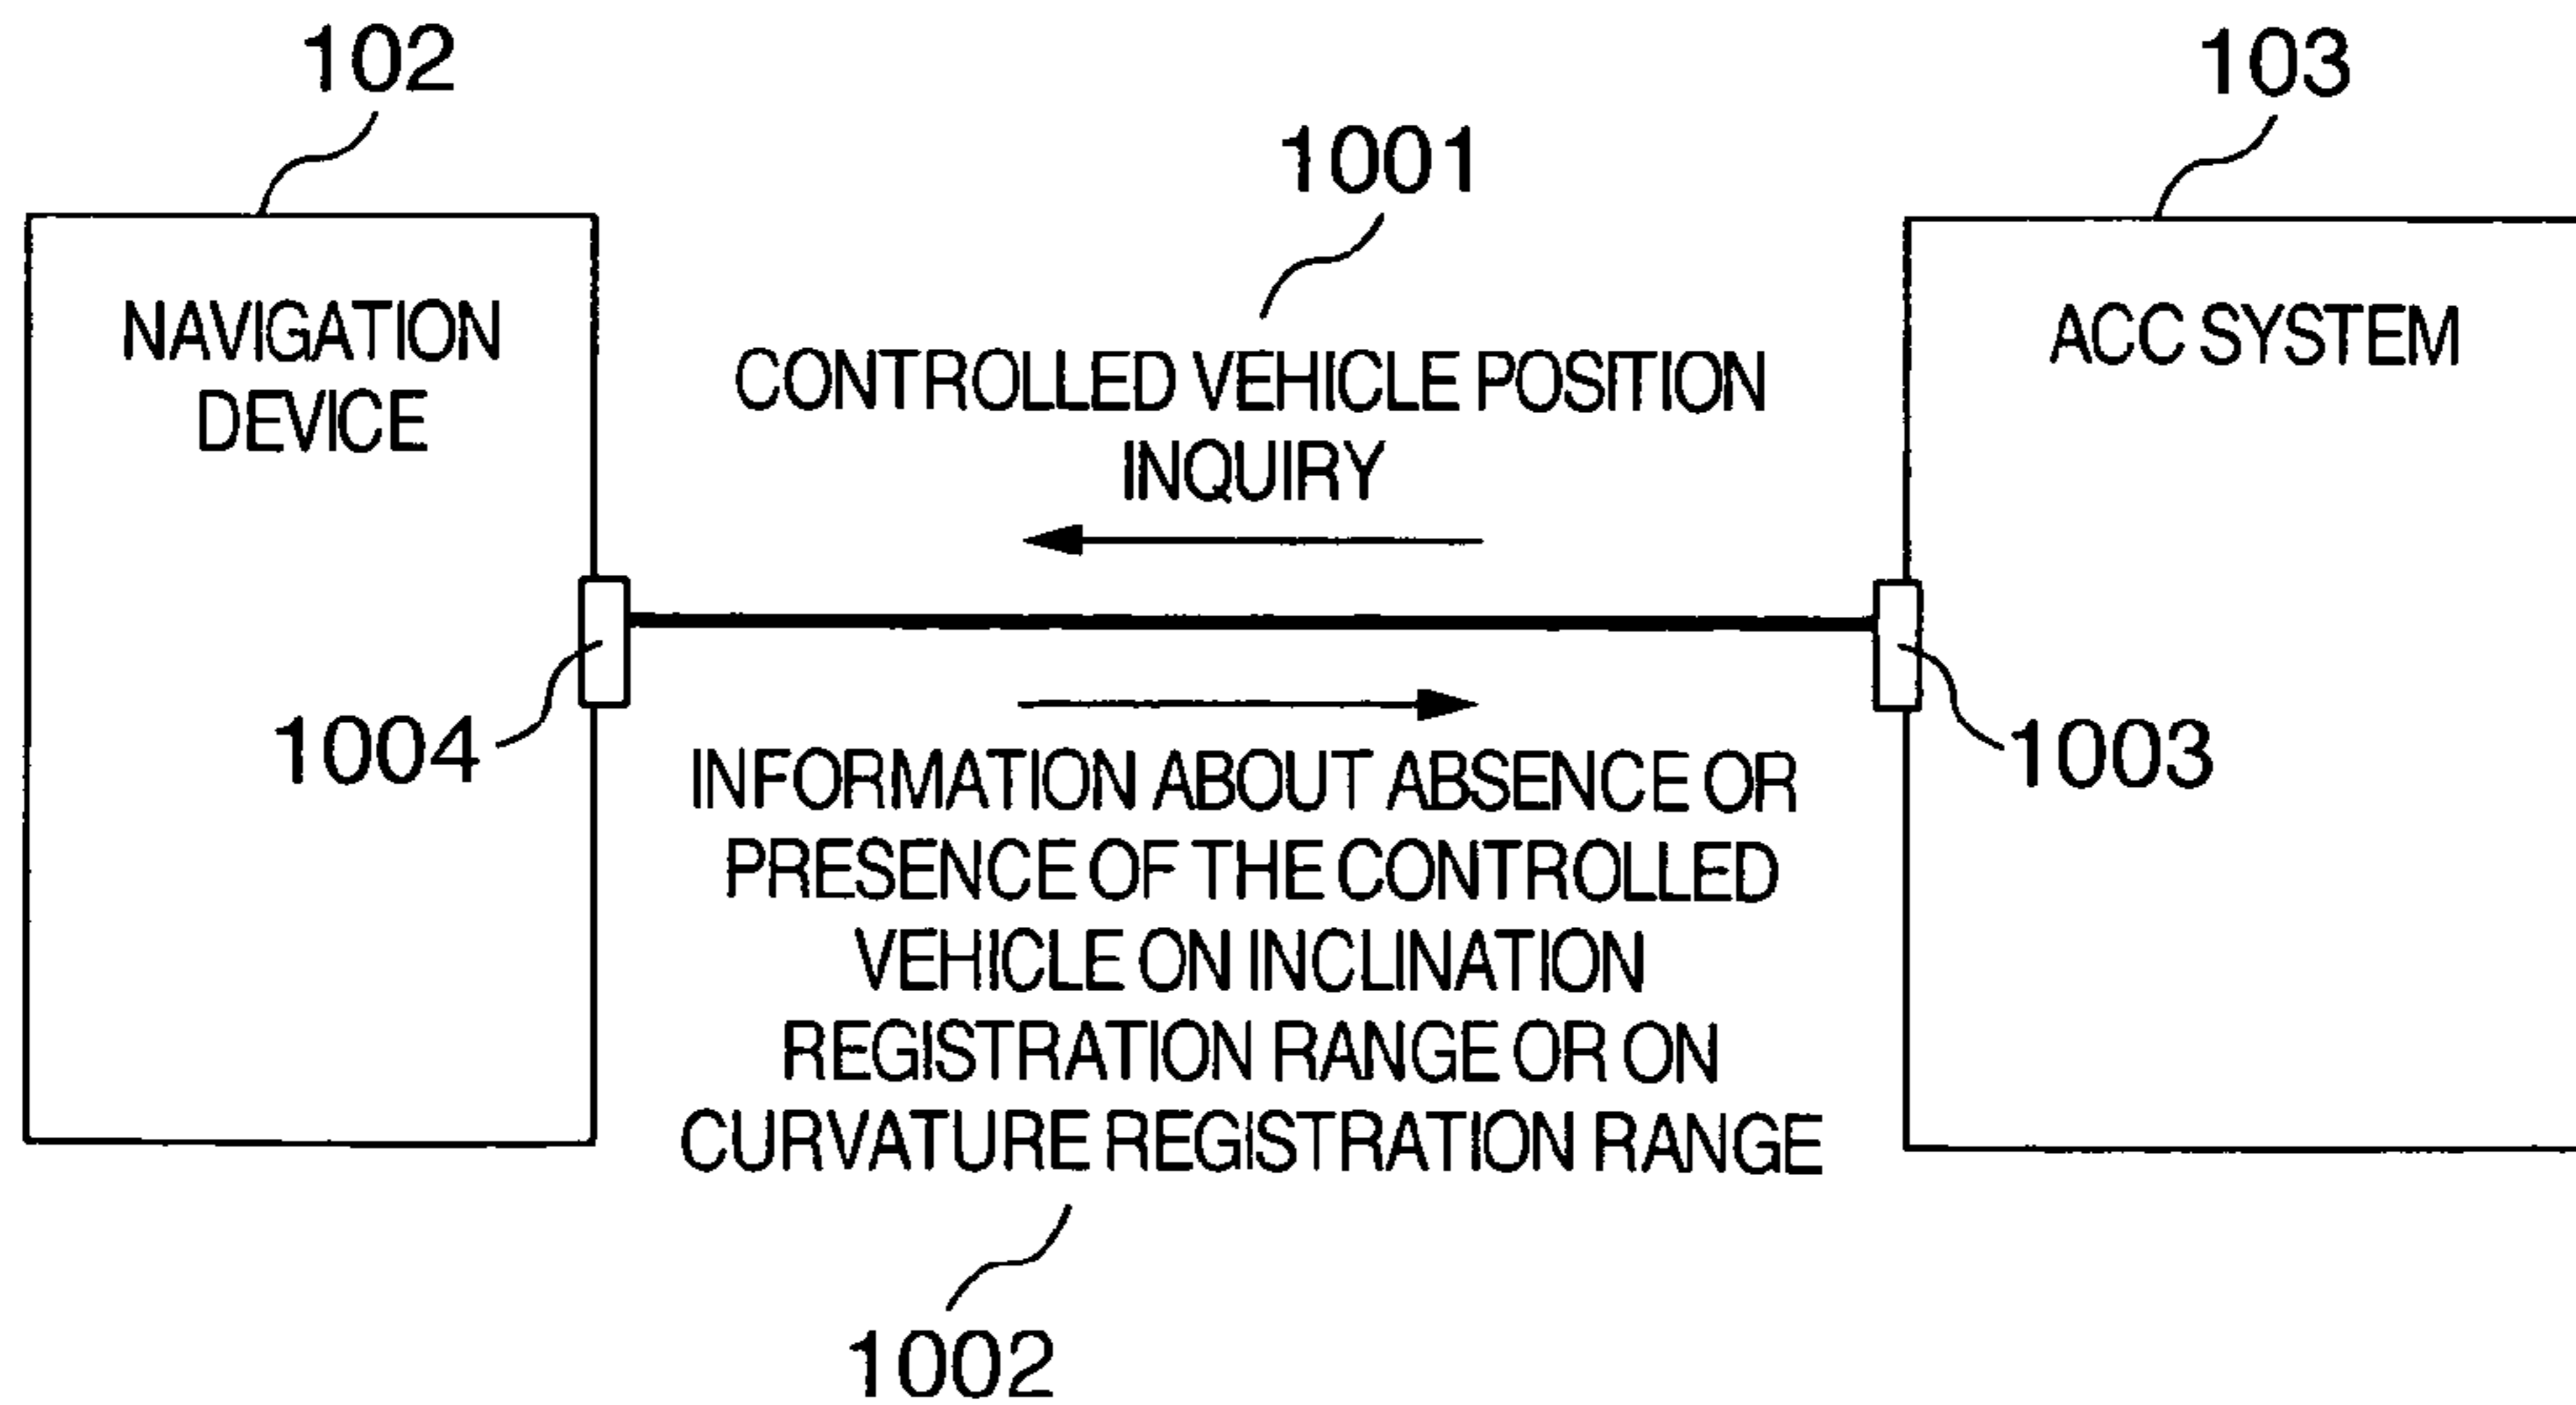 102
103
1001
NAVIGATION
DEVICE
ACC SYSTEM
CONTROLLED VEHICLE POSITION
INQUIRY
1004
1003
INFORMATION ABOUT ABSENCE OR
PRESENCE OF THE CONTROLLED
VEHICLE ON INCLINATION
REGISTRATION RANGE OR ON
CURVATURE REGISTRATION RANGE
1002